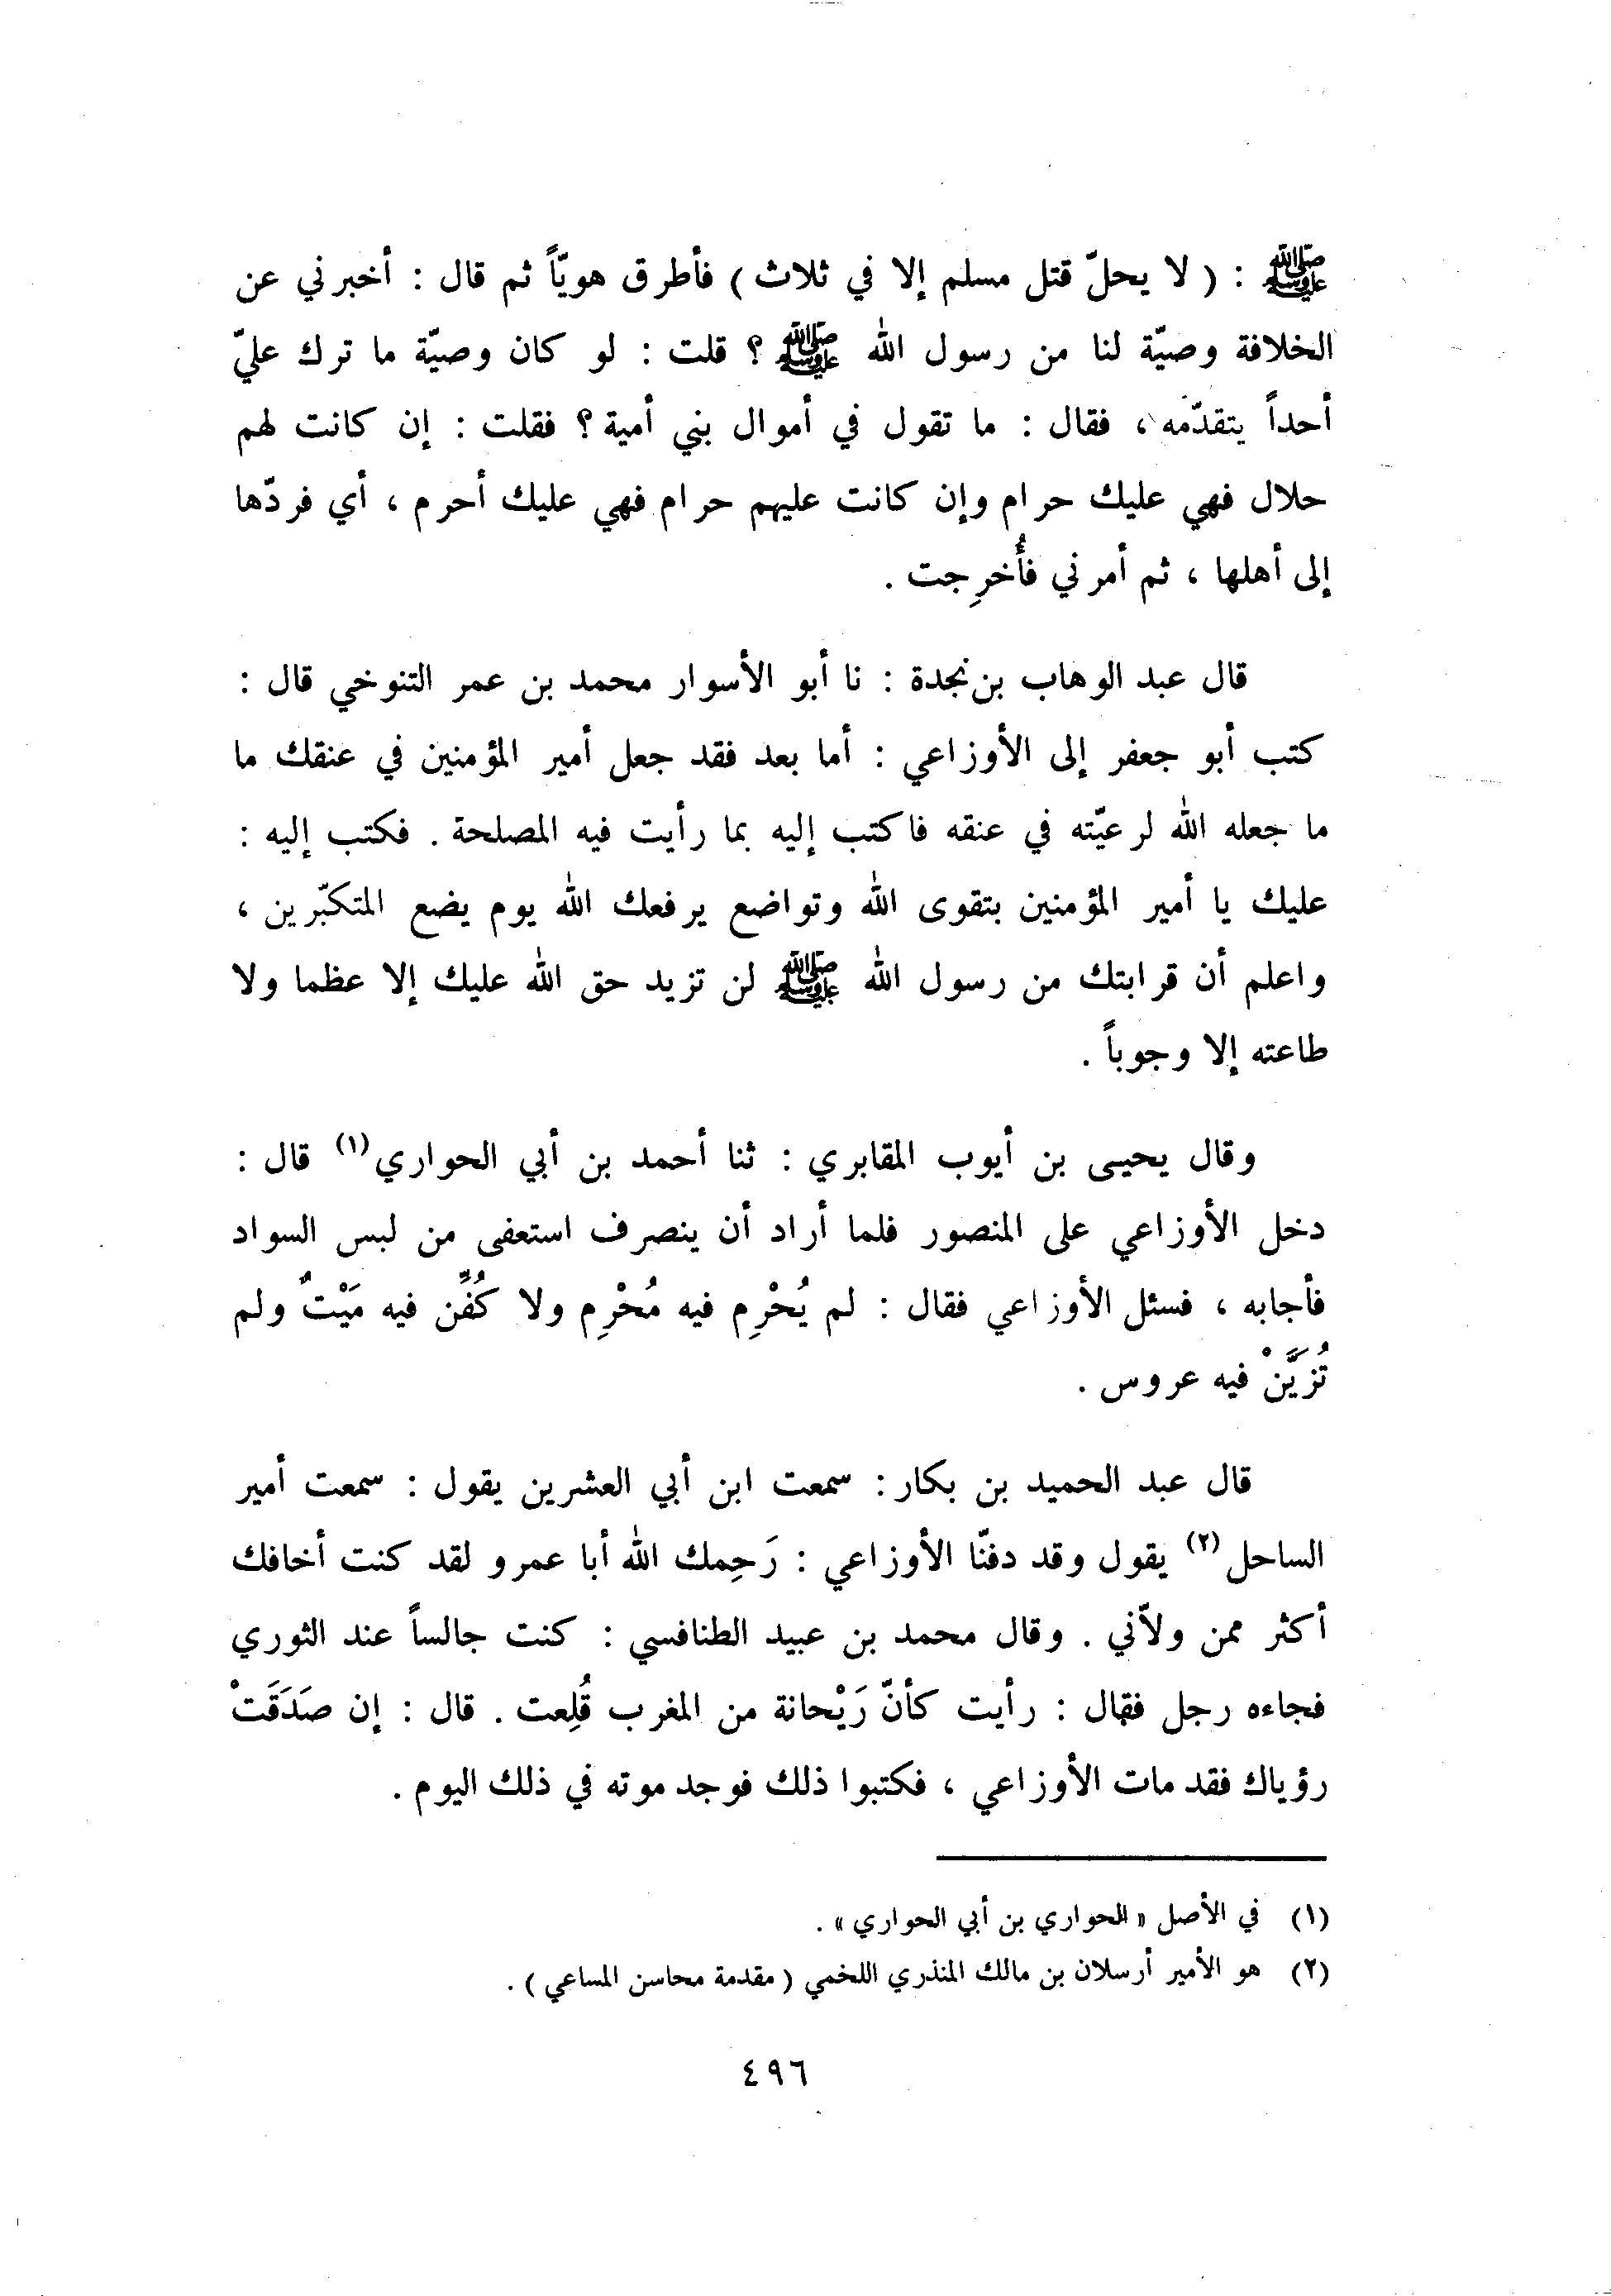 ﷺ : ( لا يحلّ قتل مسلم إلا في ثلاث ) فأطرق هويّاً ثم قال : أخبرني عن
الخلافة وصيّة لنا من رسول الله ﷺ ؟ قلت : لو كان وصيّة ما ترك عليّ
أحداً يتقدّمه ، فقال : ما تقول في أموال بني أمية ؟ فقلت : إن كانت لهم
حلال فهي عليك حرام وإن كانت عليهم حرام فهي عليك أحرم ، أي فردّها
إلى أهلها ، ثم أمرني فأُخرِجت .
قال عبد الوهاب بن نجدة : نا أبو الأسوار محمد بن عمر التنوخي قال :
كتب أبو جعفر إلى الأوزاعي : أما بعد فقد جعل أمير المؤمنين في عنقك ما
ما جعله الله لرعيّته في عنقه فاكتب إليه بما رأيت فيه المصلحة . فكتب إليه :
عليك يا أمير المؤمنين بتقوى الله وتواضع يرفعك الله يوم يضع المتكبّرين ،
واعلم أن قرابتك من رسول الله ﷺ لن تزيد حق الله عليك إلا عظما ولا
طاعته إلا وجوباً .
وقال يحيى بن أيوب المقابري : ثنا أحمد بن أبي الحواري (١) قال :
دخل الأوزاعي على المنصور فلما أراد أن ينصرف استعفى من لبس السواد
فأجابه ، فسئل الأوزاعي فقال : لم يُحْرِم فيه مُحْرِم ولا كُفِّن فيه مَيْتٌ ولم
تُزيَّنْ فيه عروس .
قال عبد الحميد بن بكار : سمعت ابن أبي العشرين يقول : سمعت أمير
الساحل (٢) يقول وقد دفنّا الأوزاعي : رَحِمك الله أبا عمرو لقد كنت أخافك
أكثر ممن ولاّني . وقال محمد بن عبيد الطنافسي : كنت جالساً عند الثوري
فجاءه رجل فقال : رأيت كأنّ رَيْحانة من المغرب قُلِعت . قال : إن صَدَقَتْ
رؤياك فقد مات الأوزاعي ، فكتبوا ذلك فوجد موته في ذلك اليوم .
(١) في الأصل « الحواري بن أبي الحواري » .
(٢) هو الأمير أرسلان بن مالك المنذري اللخمي ( مقدمة محاسن المساعي ) .
٤٩٦